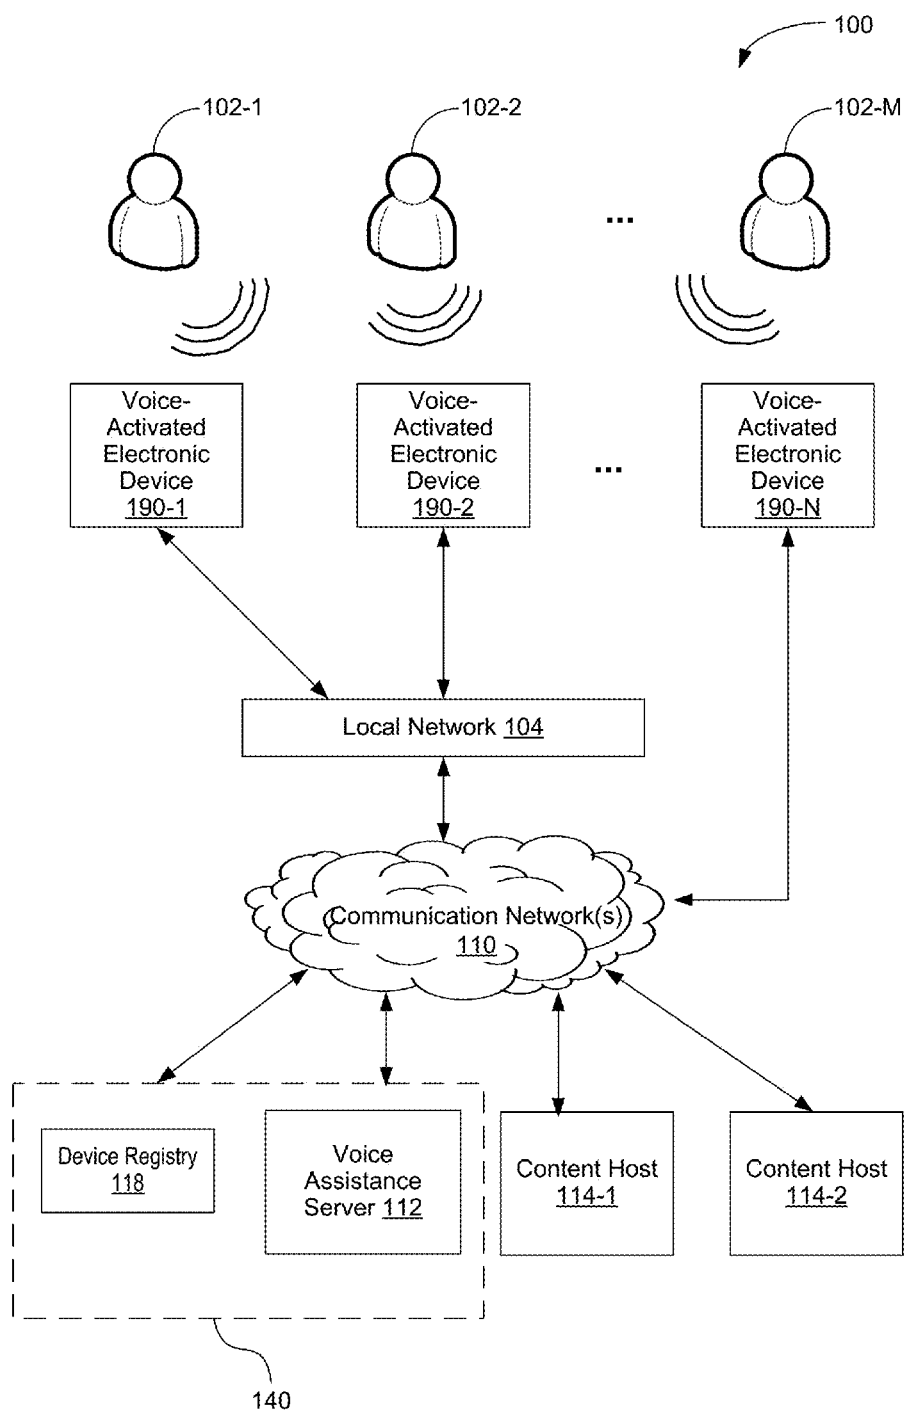 100
102-1
102-2
102-M
...
Voice-
Activated
Electronic
Device
190-1
Voice-
Activated
Electronic
Device
190-2
...
Voice-
Activated
Electronic
Device
190-N
Local Network 104
Communication Network(s)
110
Device Registry
118
Voice
Assistance
Server 112
Content Host
114-1
Content Host
114-2
140